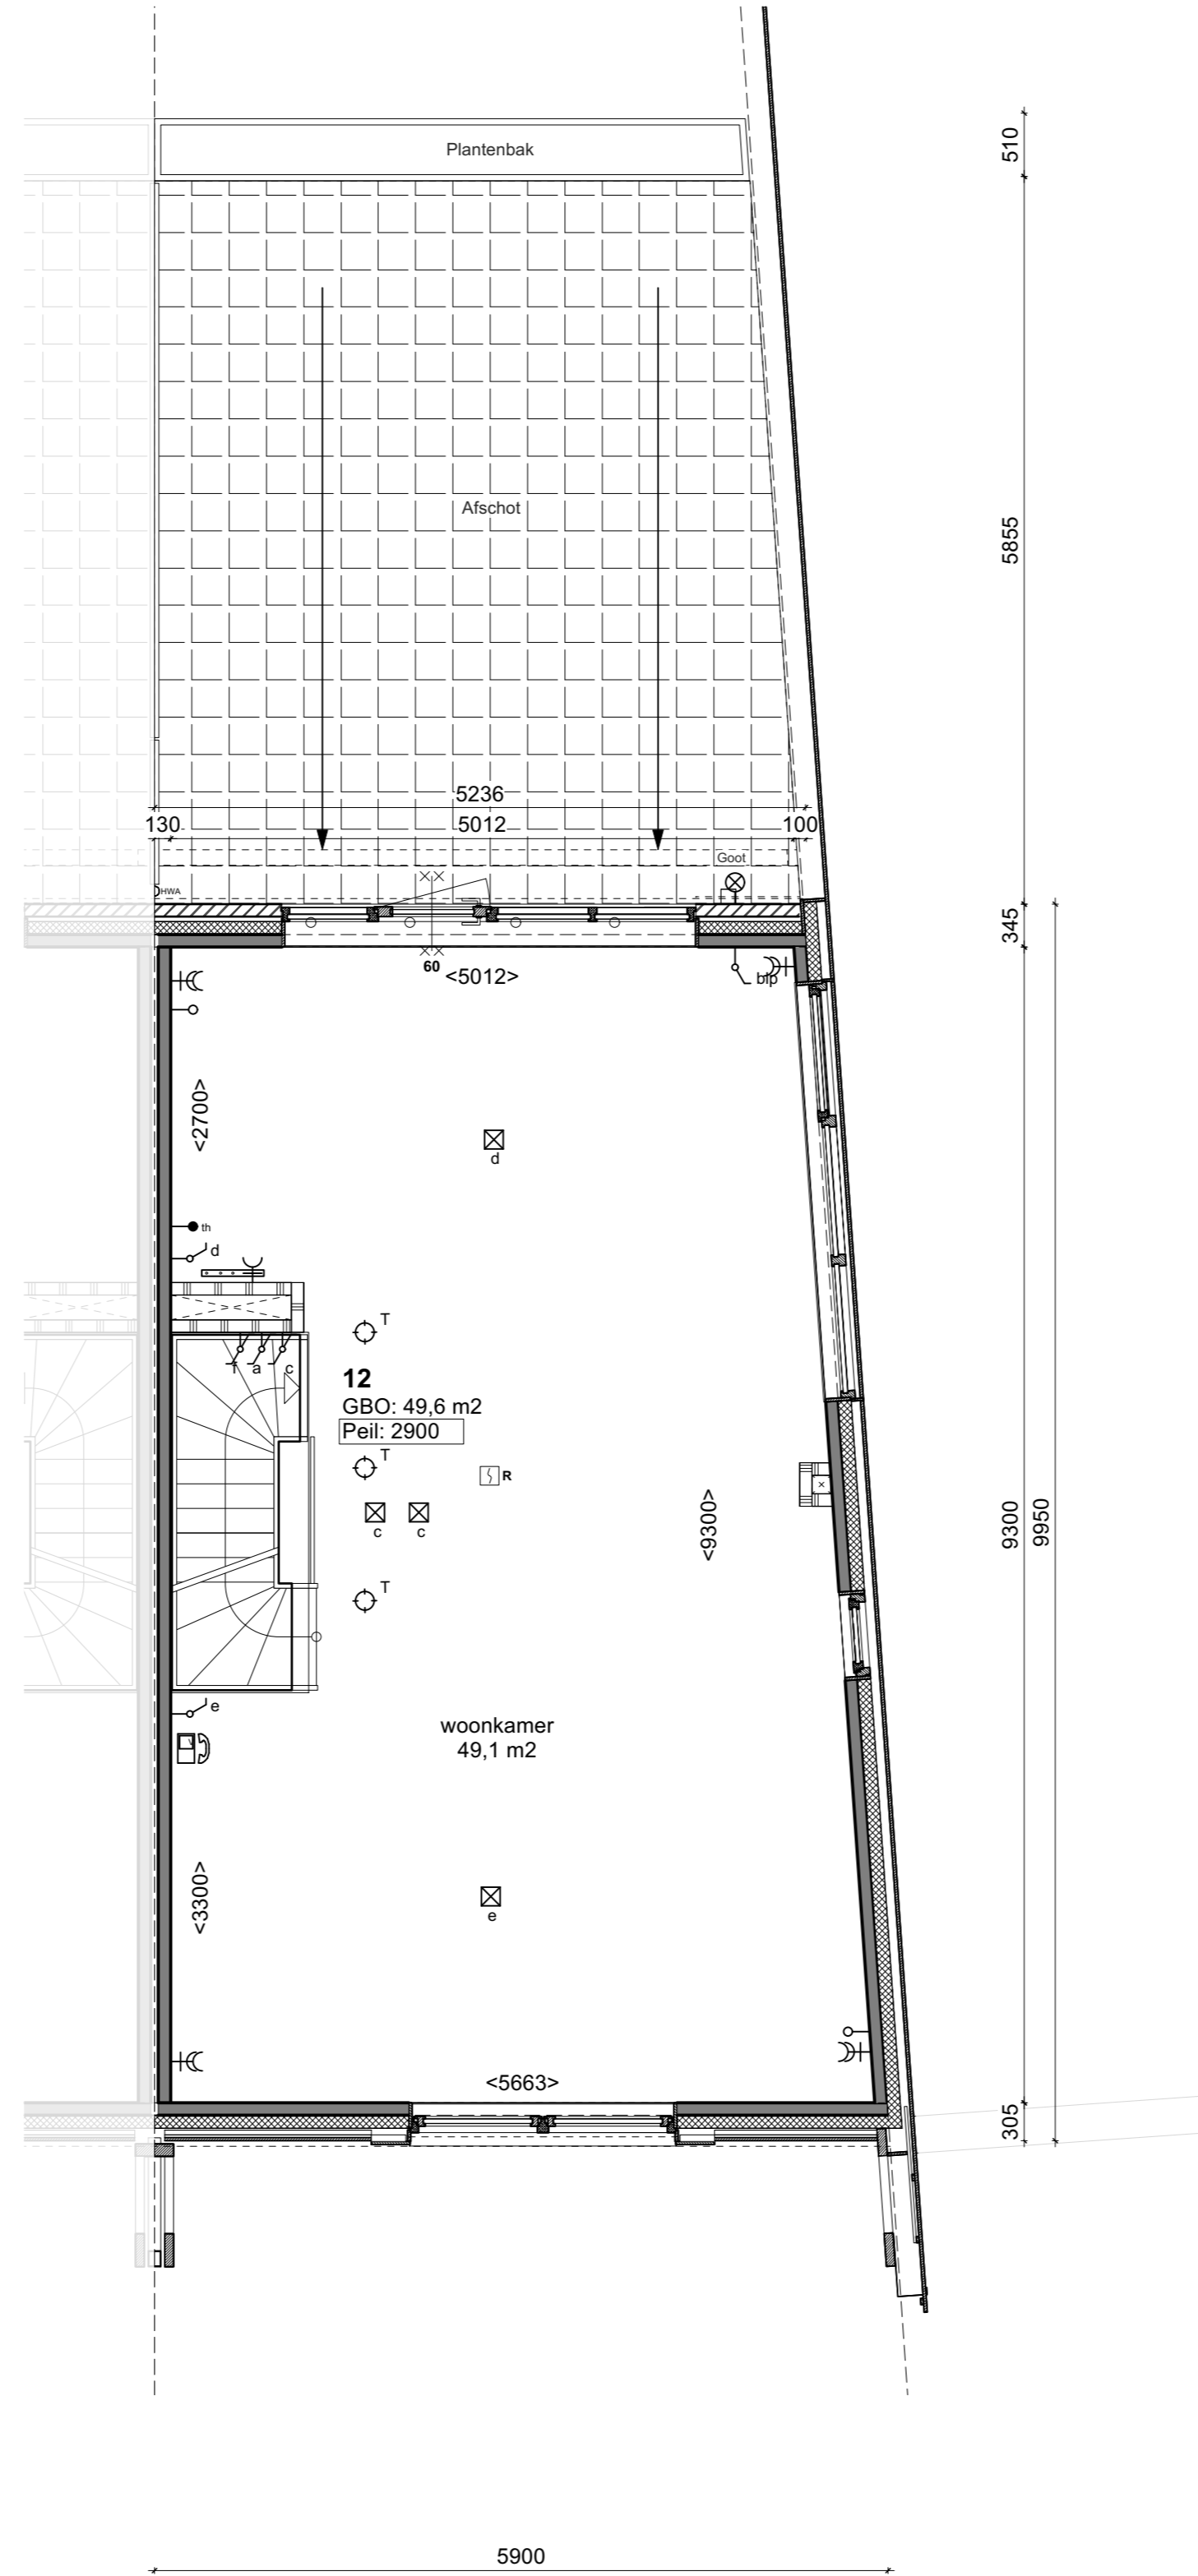 Plantenbak
510
Afschot
5855
5236
130
5012
100
Goot
HWA
345
60
<5012>
blp
<2700>
d
th
d
T
f
a
c
12
GBO: 49,6 m2
Peil: 2900
T
R
c
c
<9300>
9300
9950
T
e
woonkamer
49,1 m2
<3300>
e
<5663>
305
5900